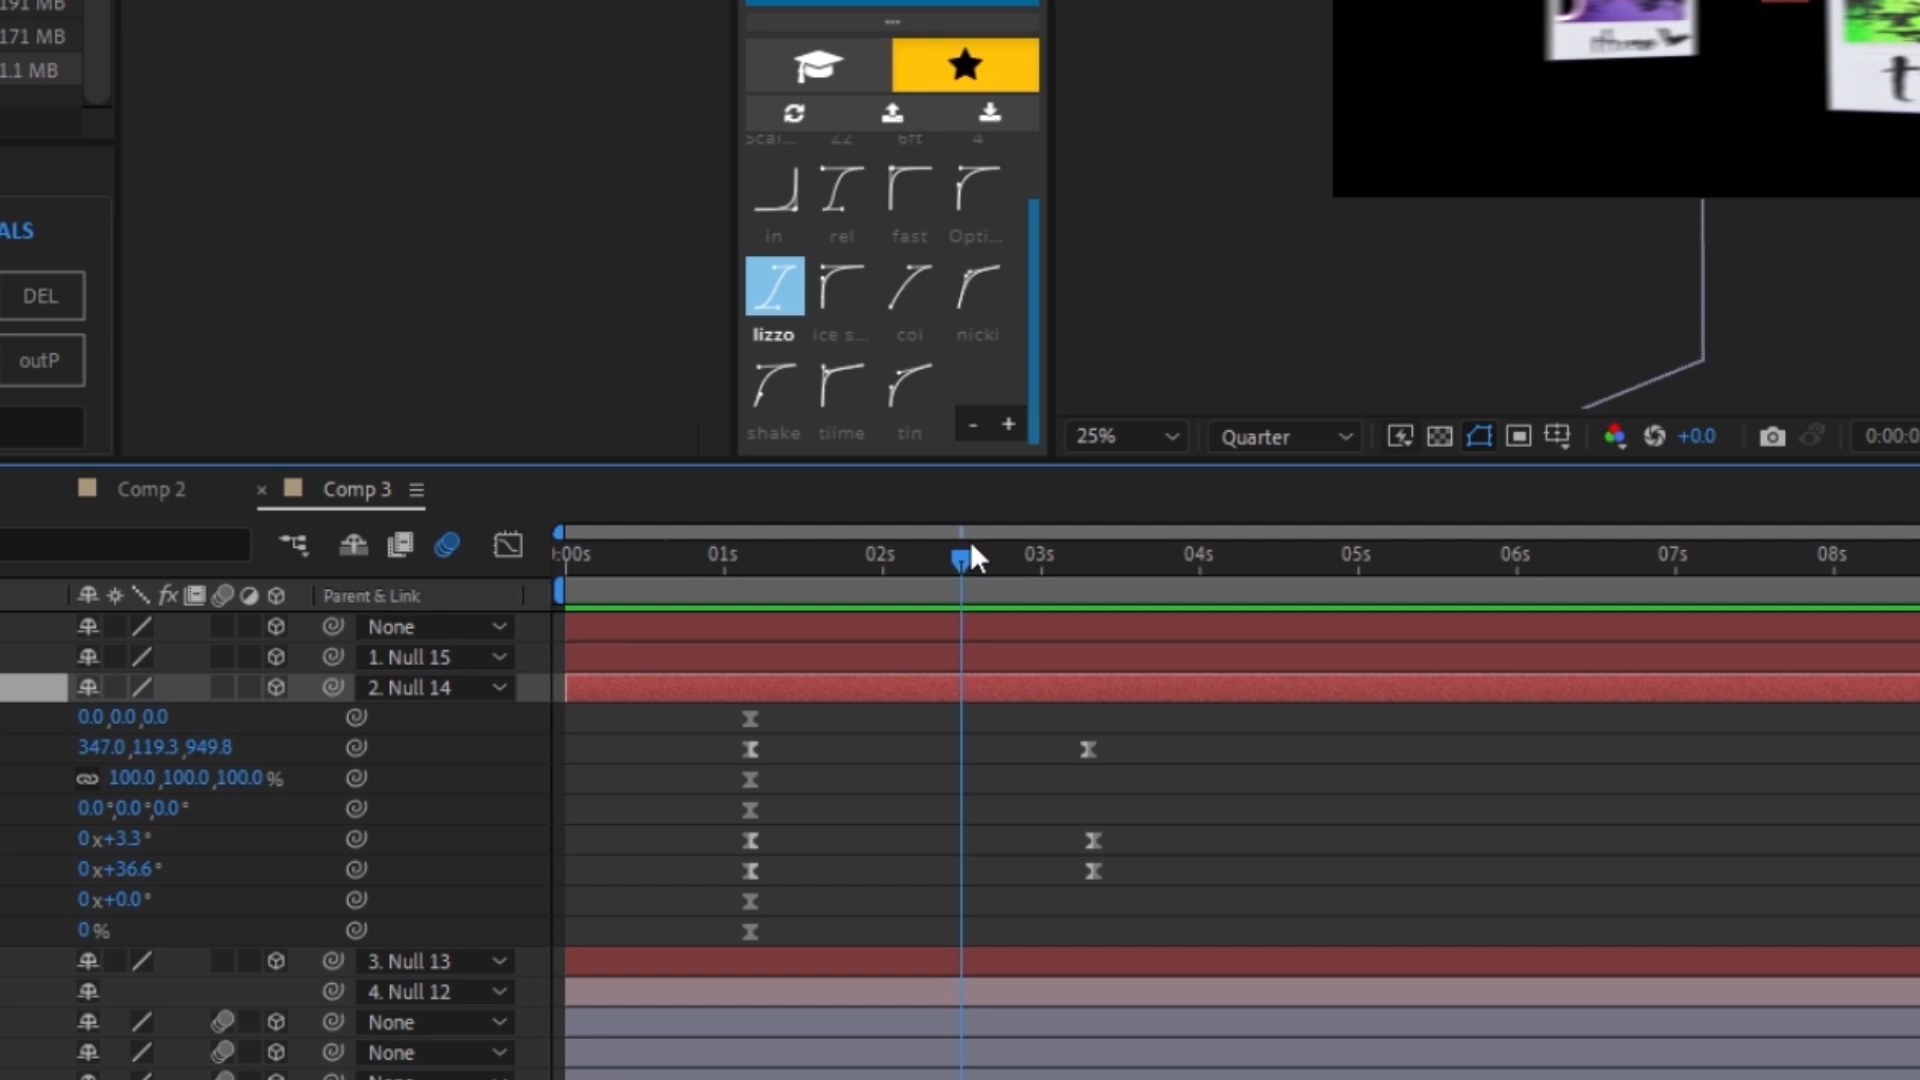 191 MB
171 MB
1.1 MB
ALS
DEL
outP
...
Scal... 22 6ft 4
in rel fast Opti...
lizzo ice s... coi nicki
shake tiime tin
- +
25% Quarter +0.0 0:00:0
Comp 2 × Comp 3
:00s 01s 02s 03s 04s 05s 06s 07s 08s
fx Parent & Link
None
1. Null 15
2. Null 14
0.0,0.0,0.0
347.0,119.3,949.8
100.0,100.0,100.0%
0.0°,0.0°,0.0°
0x+3.3°
0x+36.6°
0x+0.0°
0%
3. Null 13
4. Null 12
None
None